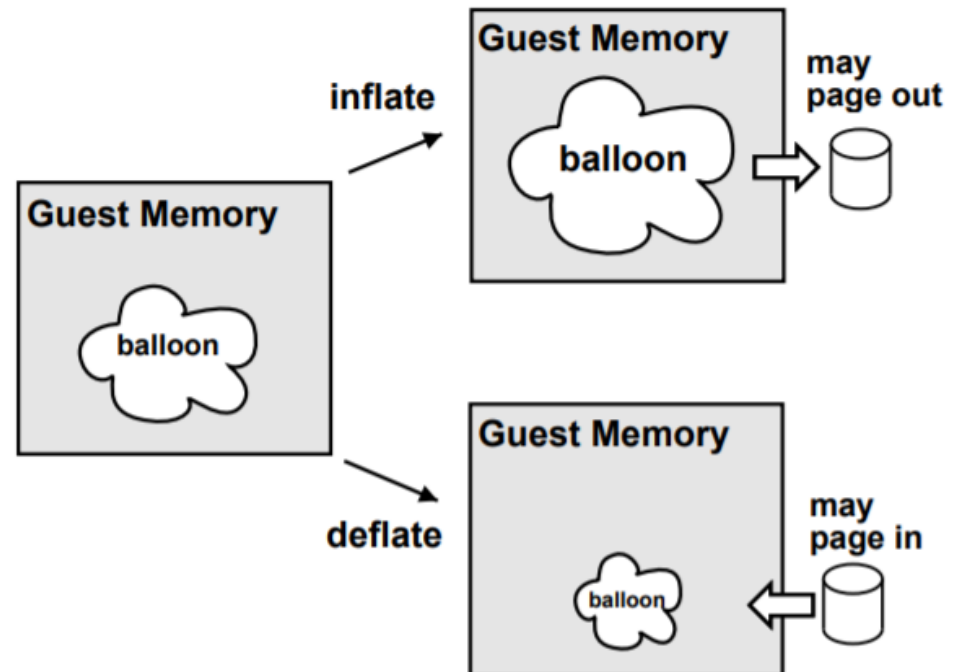 Guest Memory
balloon
inflate
Guest Memory
balloon
may
page out
deflate
Guest Memory
balloon
may
page in